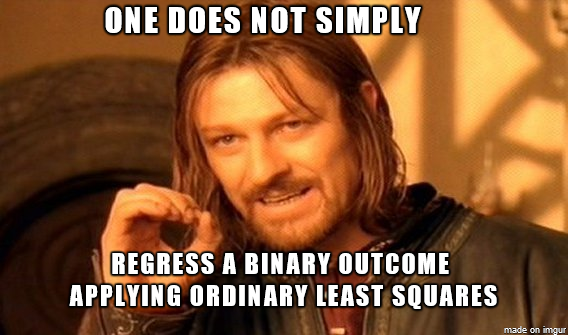 ONE DOES NOT SIMPLY
REGRESS A BINARY OUTCOME
APPLYING ORDINARY LEAST SQUARES
made on imgur